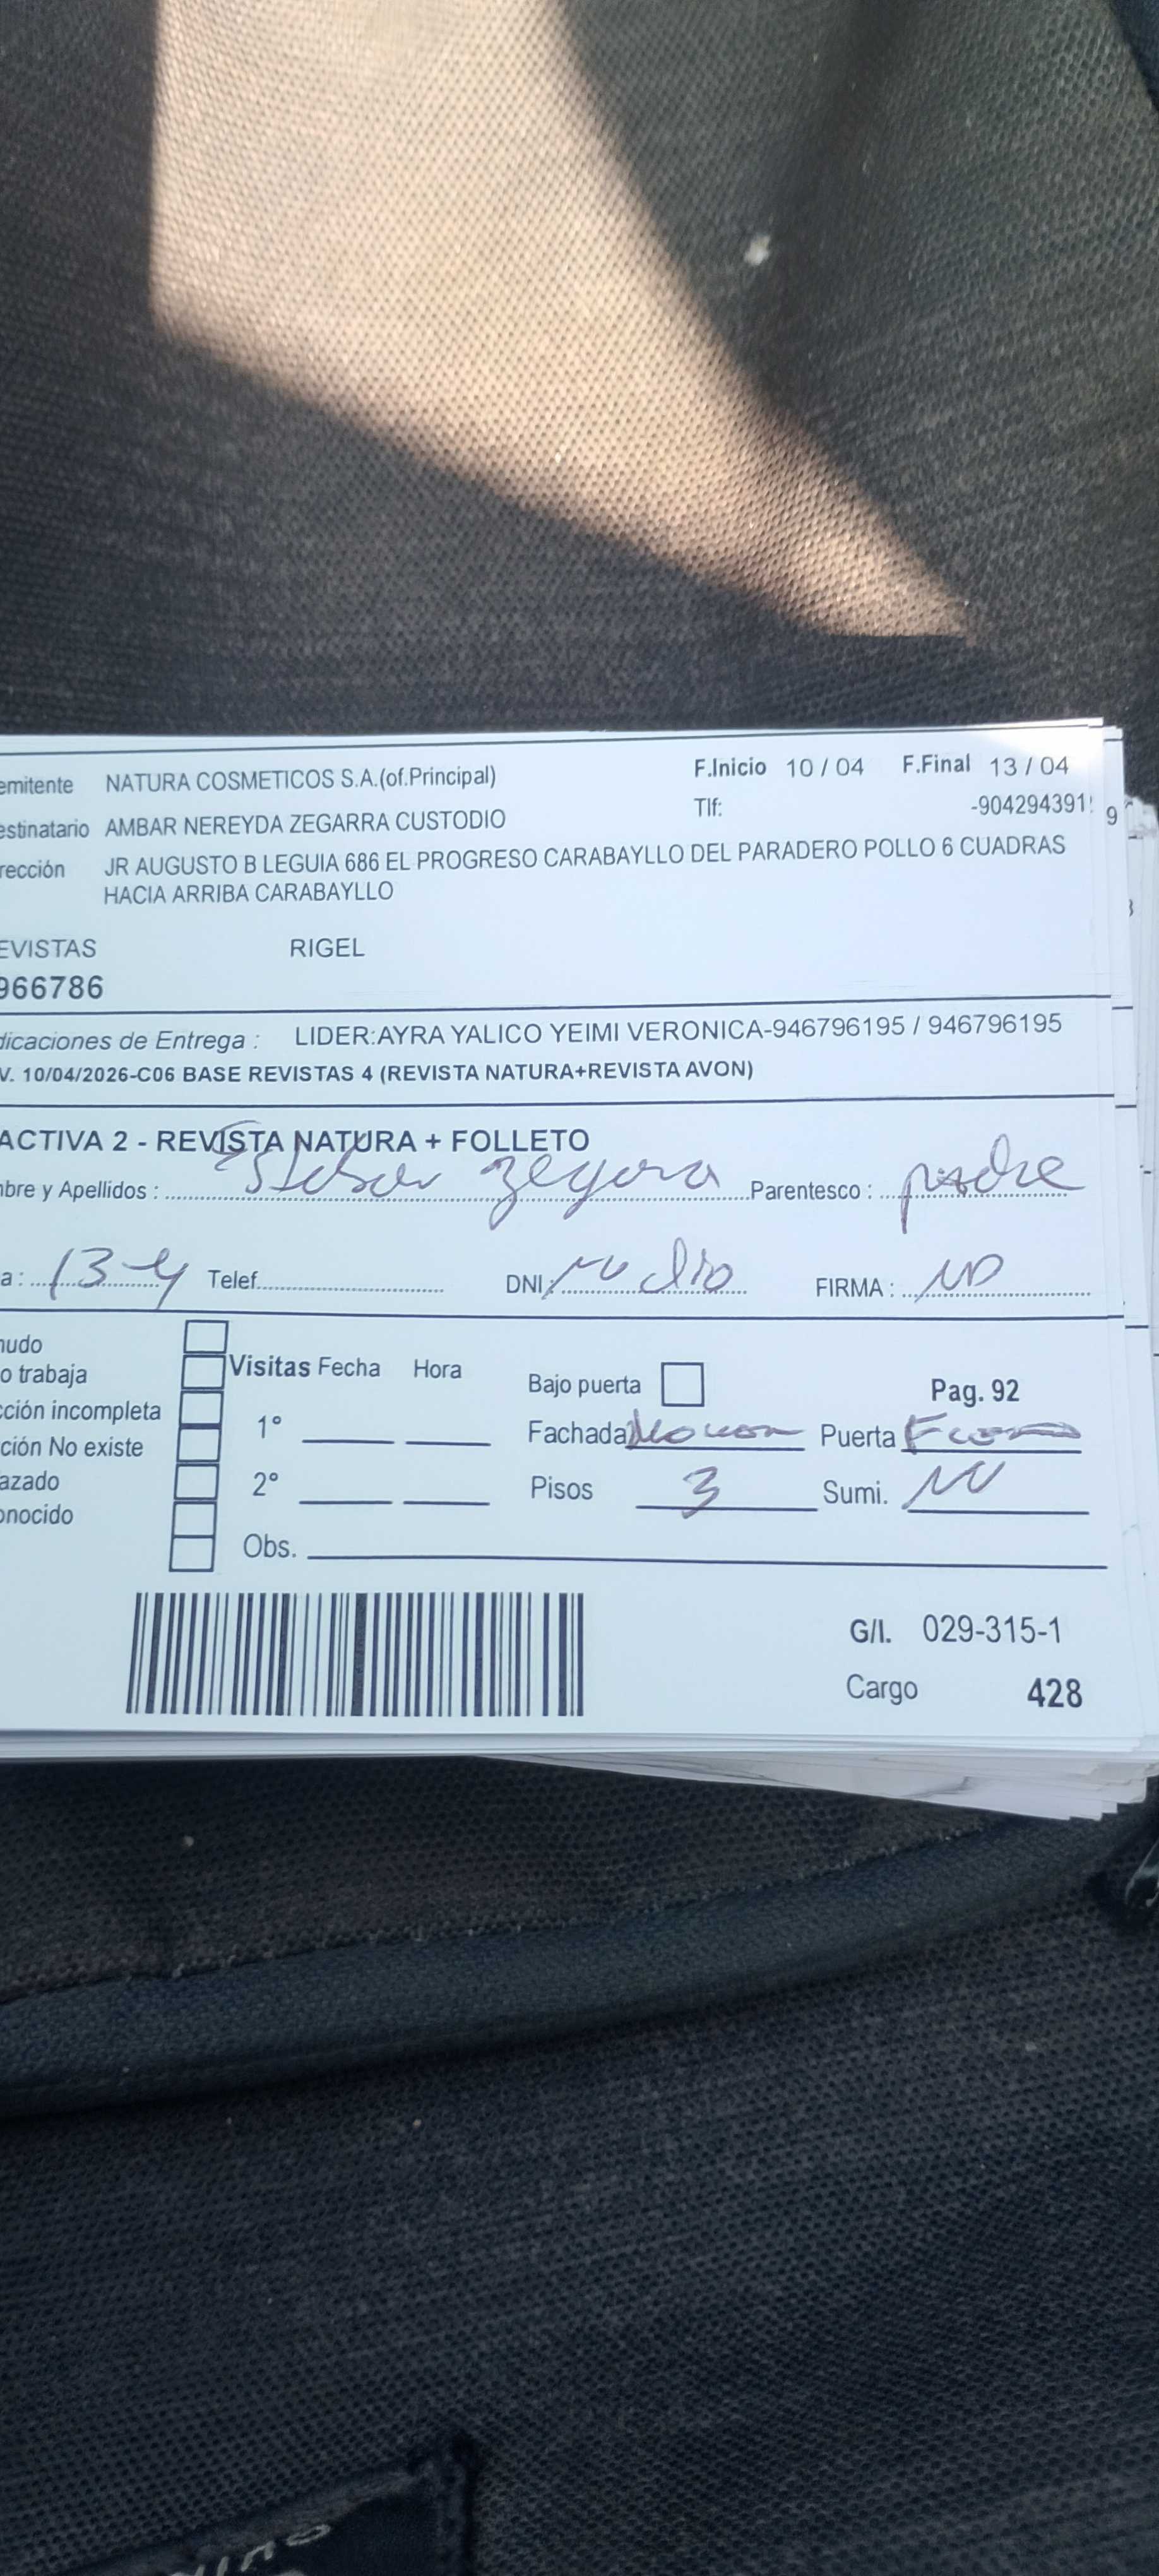 emitente NATURA COSMETICOS S.A.(of.Principal) F.Inicio 10 / 04 F.Final 13 / 04
estinatario AMBAR NEREYDA ZEGARRA CUSTODIO Tlf: -904294391 9
rección JR AUGUSTO B LEGUIA 686 EL PROGRESO CARABAYLLO DEL PARADERO POLLO 6 CUADRAS
HACIA ARRIBA CARABAYLLO
EVISTAS RIGEL
966786
dicaciones de Entrega : LIDER:AYRA YALICO YEIMI VERONICA-946796195 / 946796195
V. 10/04/2026-C06 BASE REVISTAS 4 (REVISTA NATURA+REVISTA AVON)
ACTIVA 2 - REVISTA NATURA + FOLLETO
bre y Apellidos : Parentesco : padre
a : 13-4 Telef. DNI: no dio FIRMA :
udo
o trabaja Visitas Fecha Hora Bajo puerta Pag. 92
cción incompleta 1° Fachada Puerta
ción No existe
azado 2° Pisos 3 Sumi.
onocido
Obs.
G/I. 029-315-1
Cargo 428